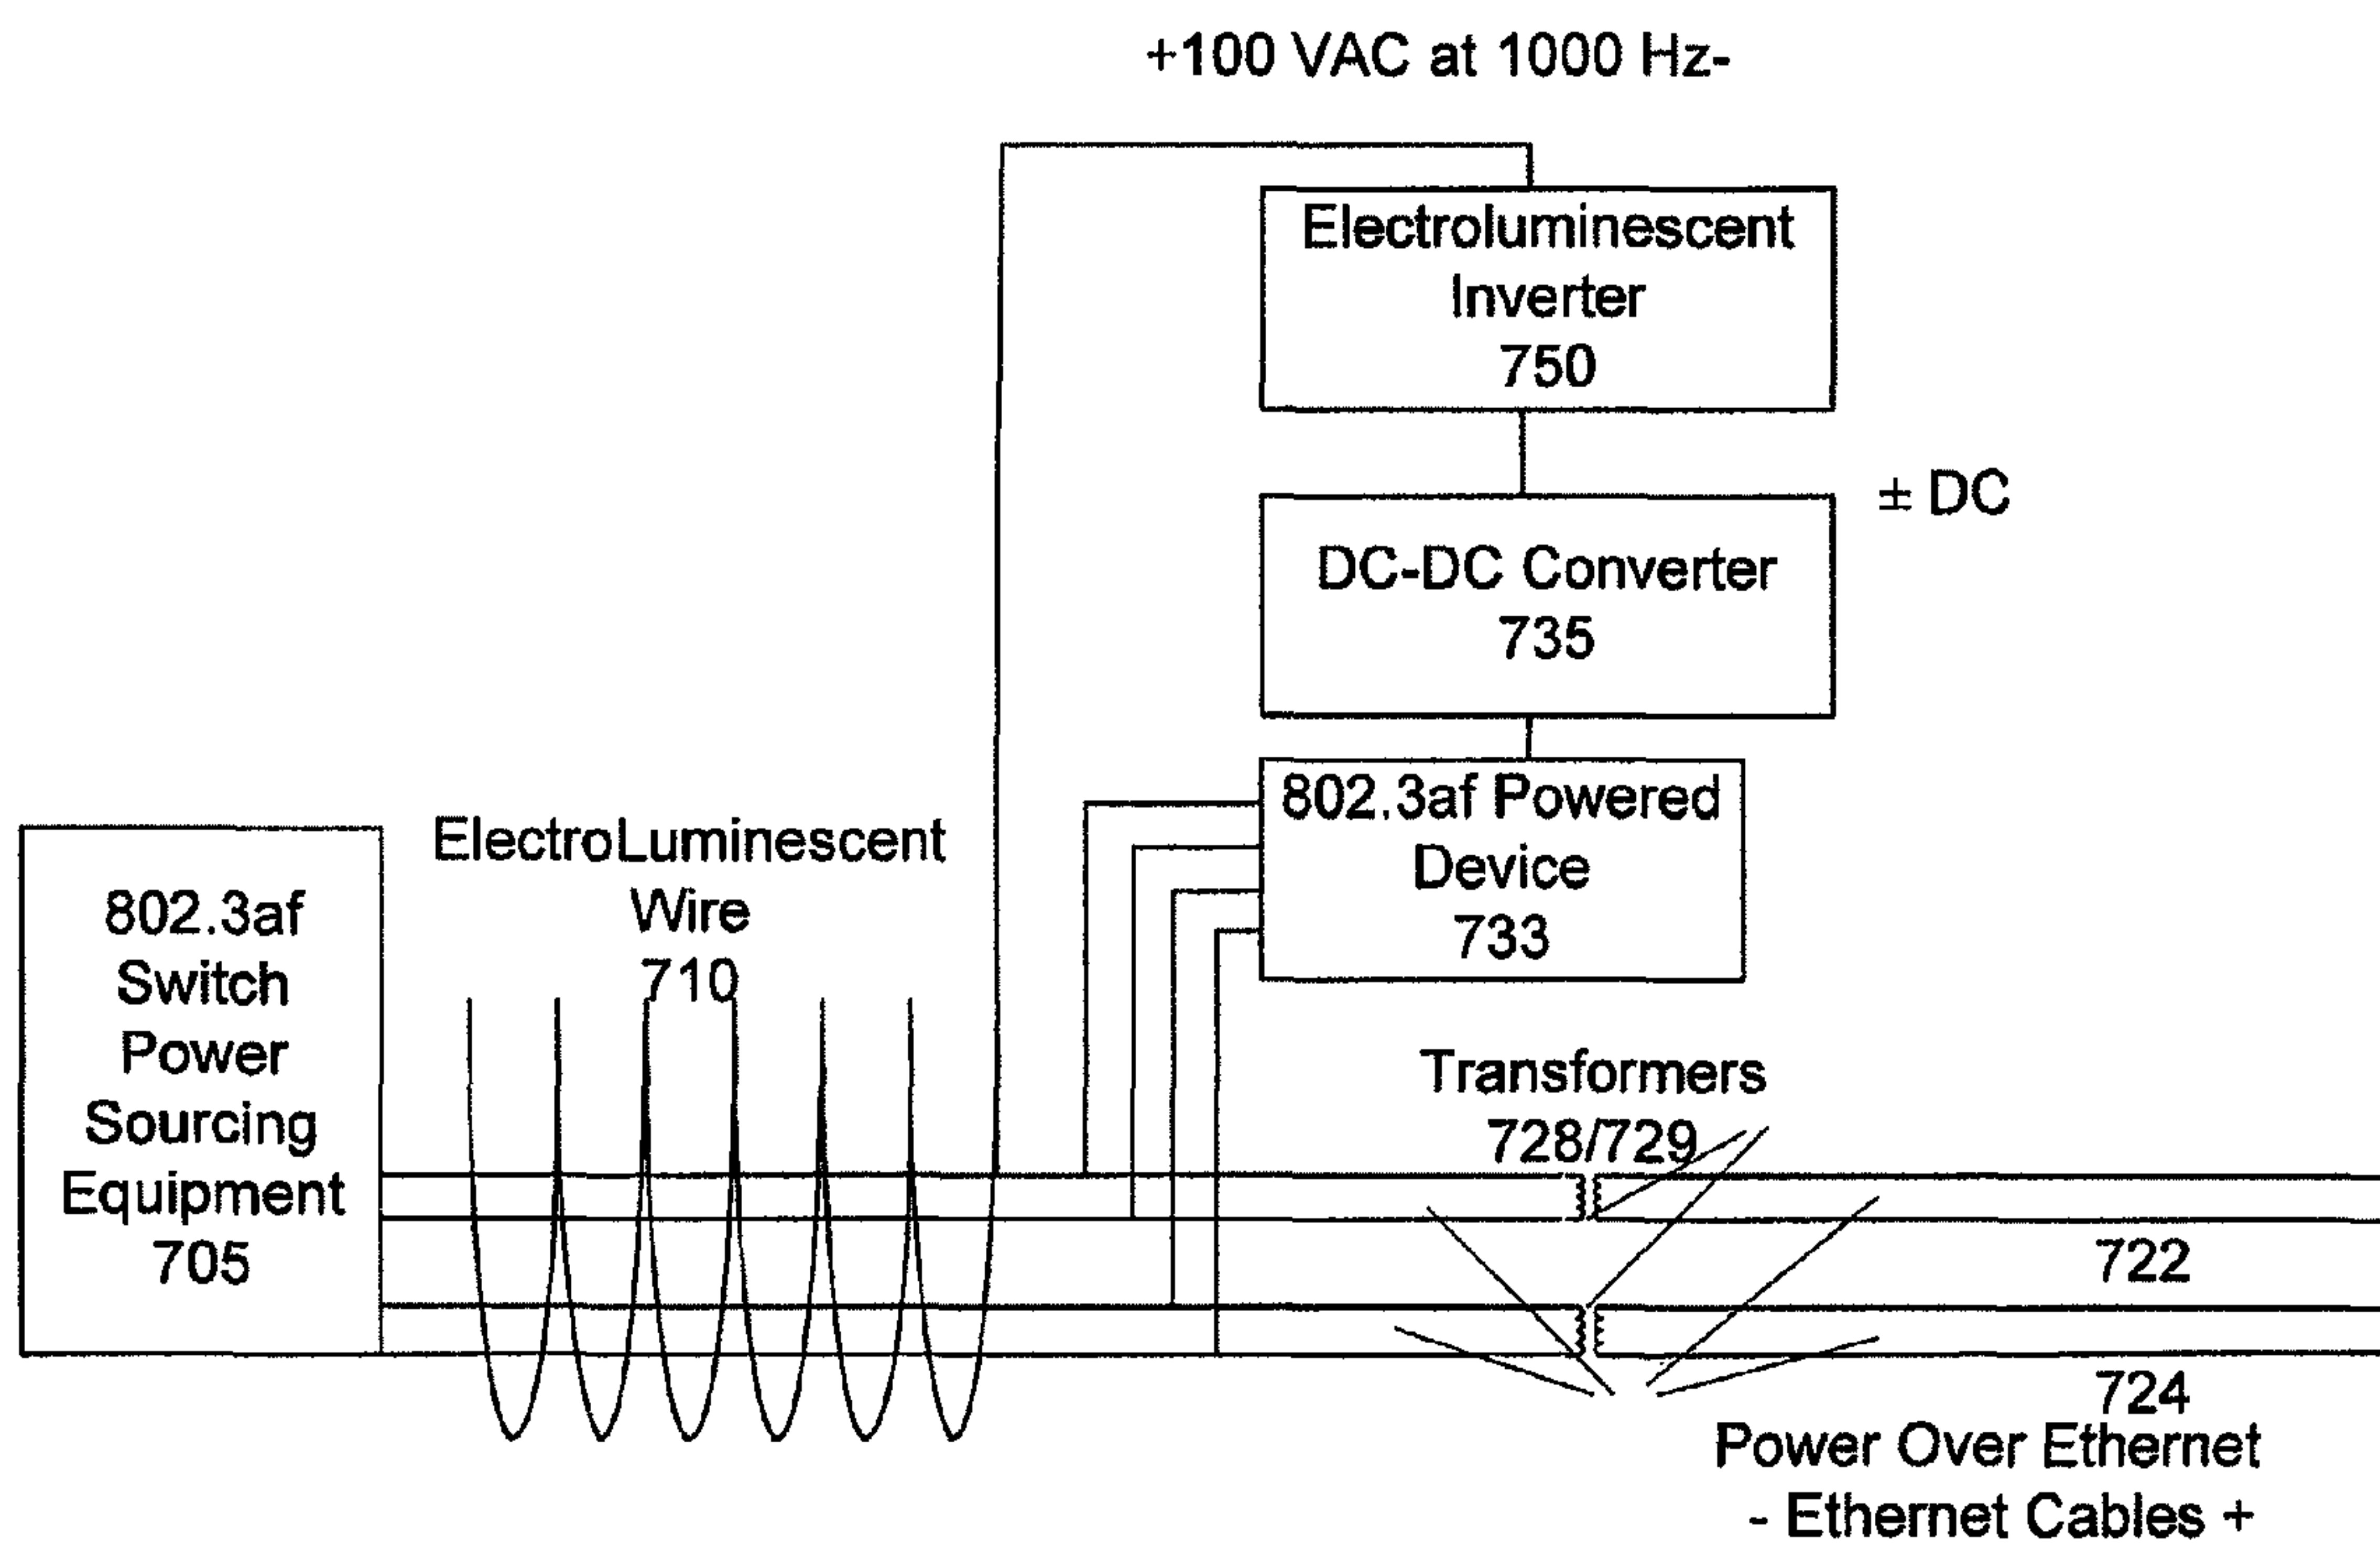 +100 VAC at 1000 Hz-
Electroluminescent
Inverter
750
± DC
DC-DC Converter
735
802.3af Powered
Device
733
ElectroLuminescent
Wire
710
802.3af
Switch
Power
Sourcing
Equipment
705
Transformers
728/729
722
724
Power Over Ethernet
- Ethernet Cables +